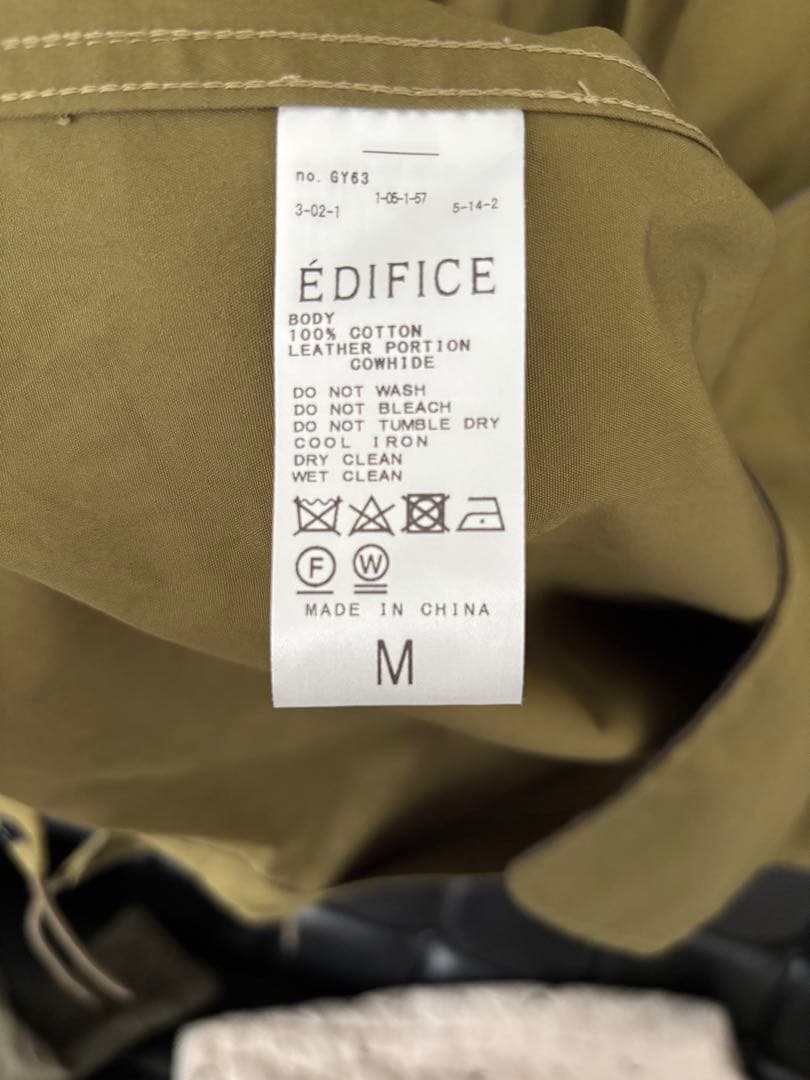 no. GY63
3-02-1 1-05-1-57 5-14-2
ÉDIFICE
BODY
100% COTTON
LEATHER PORTION
COWHIDE
DO NOT WASH
DO NOT BLEACH
DO NOT TUMBLE DRY
COOL IRON
DRY CLEAN
WET CLEAN
F W
MADE IN CHINA
M